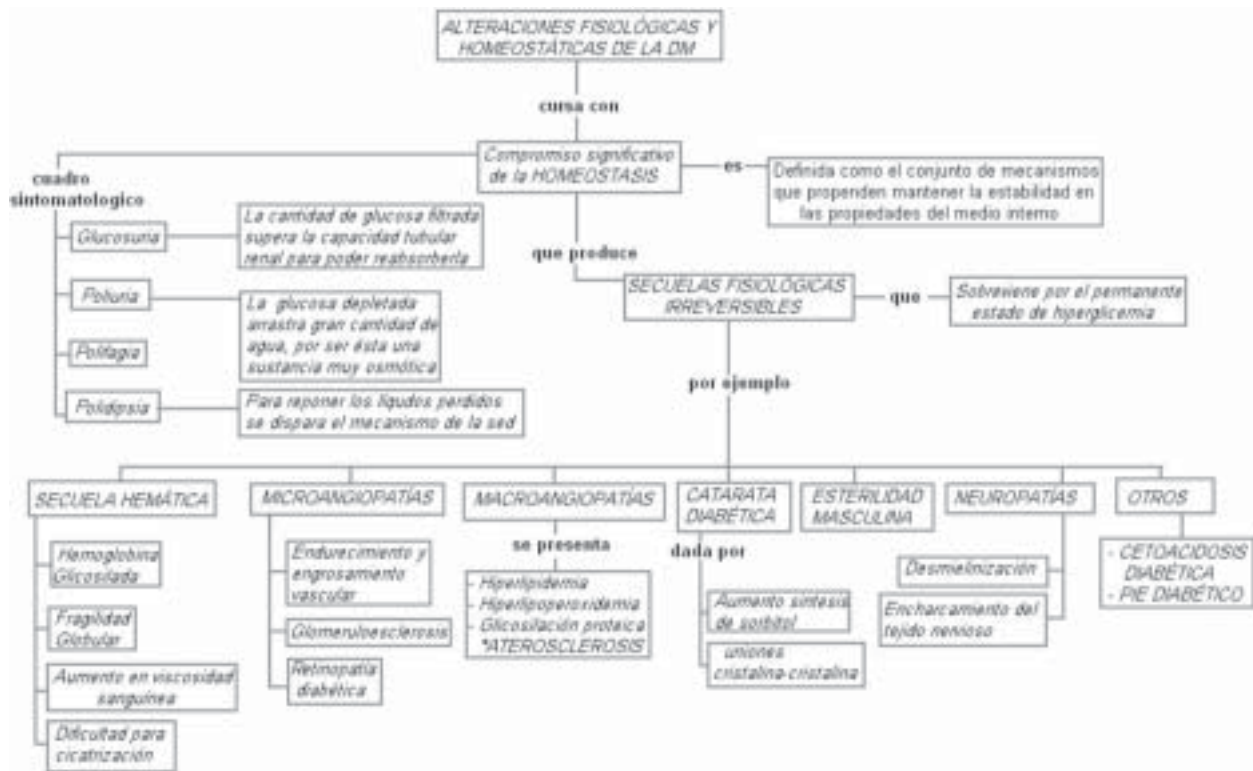 ALTERACIONES FISIOLÓGICAS Y
HOMEOSTÁTICAS DE LA DM
cursa con
Compromiso significativo
de la HOMEOSTASIS
es
Definida como el conjunto de mecanismos
que propenden mantener la estabilidad en
las propiedades del medio interno
cuadro
sintomatologico
Glucosuria
La cantidad de glucosa filtrada
supera la capacidad tubular
renal para poder reabsorberla
Poliuria
La glucosa depletada
arrastra gran cantidad de
agua, por ser ésta una
sustancia muy osmótica
Polifagia
Polidipsia
Para reponer los líqudos perdidos
se dispara el mecanismo de la sed
que produce
SECUELAS FISIOLÓGICAS
IRREVERSIBLES
que
Sobreviene por el permanente
estado de hiperglicemia
por ejemplo
SECUELA HEMÁTICA
Hemoglobina
Glicosilada
Fragilidad
Globular
Aumento en viscosidad
sanguínea
Dificultad para
cicatrización
MICROANGIOPATÍAS
Endurecimiento y
engrosamiento
vascular
Glomeruloesclerosis
Retinopatía
diabética
MACROANGIOPATÍAS
se presenta
- Hiperlipidemia
- Hiperlipoperoxidemia
- Glicosilación proteica
*ATEROSCLEROSIS
CATARATA
DIABÉTICA
dada por
Aumento síntesis
de sorbitol
uniones
cristalina-cristalina
ESTERILIDAD
MASCULINA
NEUROPATÍAS
Desmielinización
Encharcamiento del
tejido nervioso
OTROS
- CETOACIDOSIS
DIABÉTICA
- PIE DIABÉTICO